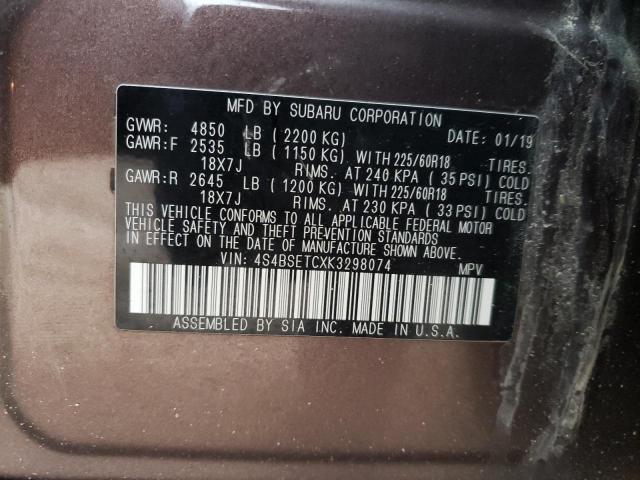 MFD BY SUBARU CORPORATION
GVWR: 4850 LB (2200 KG) DATE: 01/19
GAWR:F 2535 LB (1150 KG) WITH 225/60R18 TIRES.
18X7J RIMS. AT 240 KPA (35 PSI) COLD
GAWR:R 2645 LB (1200 KG) WITH 225/60R18 TIRES.
18X7J RIMS. AT 230 KPA (33 PSI) COLD
THIS VEHICLE CONFORMS TO ALL APPLICABLE FEDERAL MOTOR
VEHICLE SAFETY AND THEFT PREVENTION STANDARDS
IN EFFECT ON THE DATE OF MANUFACTURE SHOWN ABOVE.
VIN: 4S4BSETCXK3298074 MPV
ASSEMBLED BY SIA INC. MADE IN U.S.A.